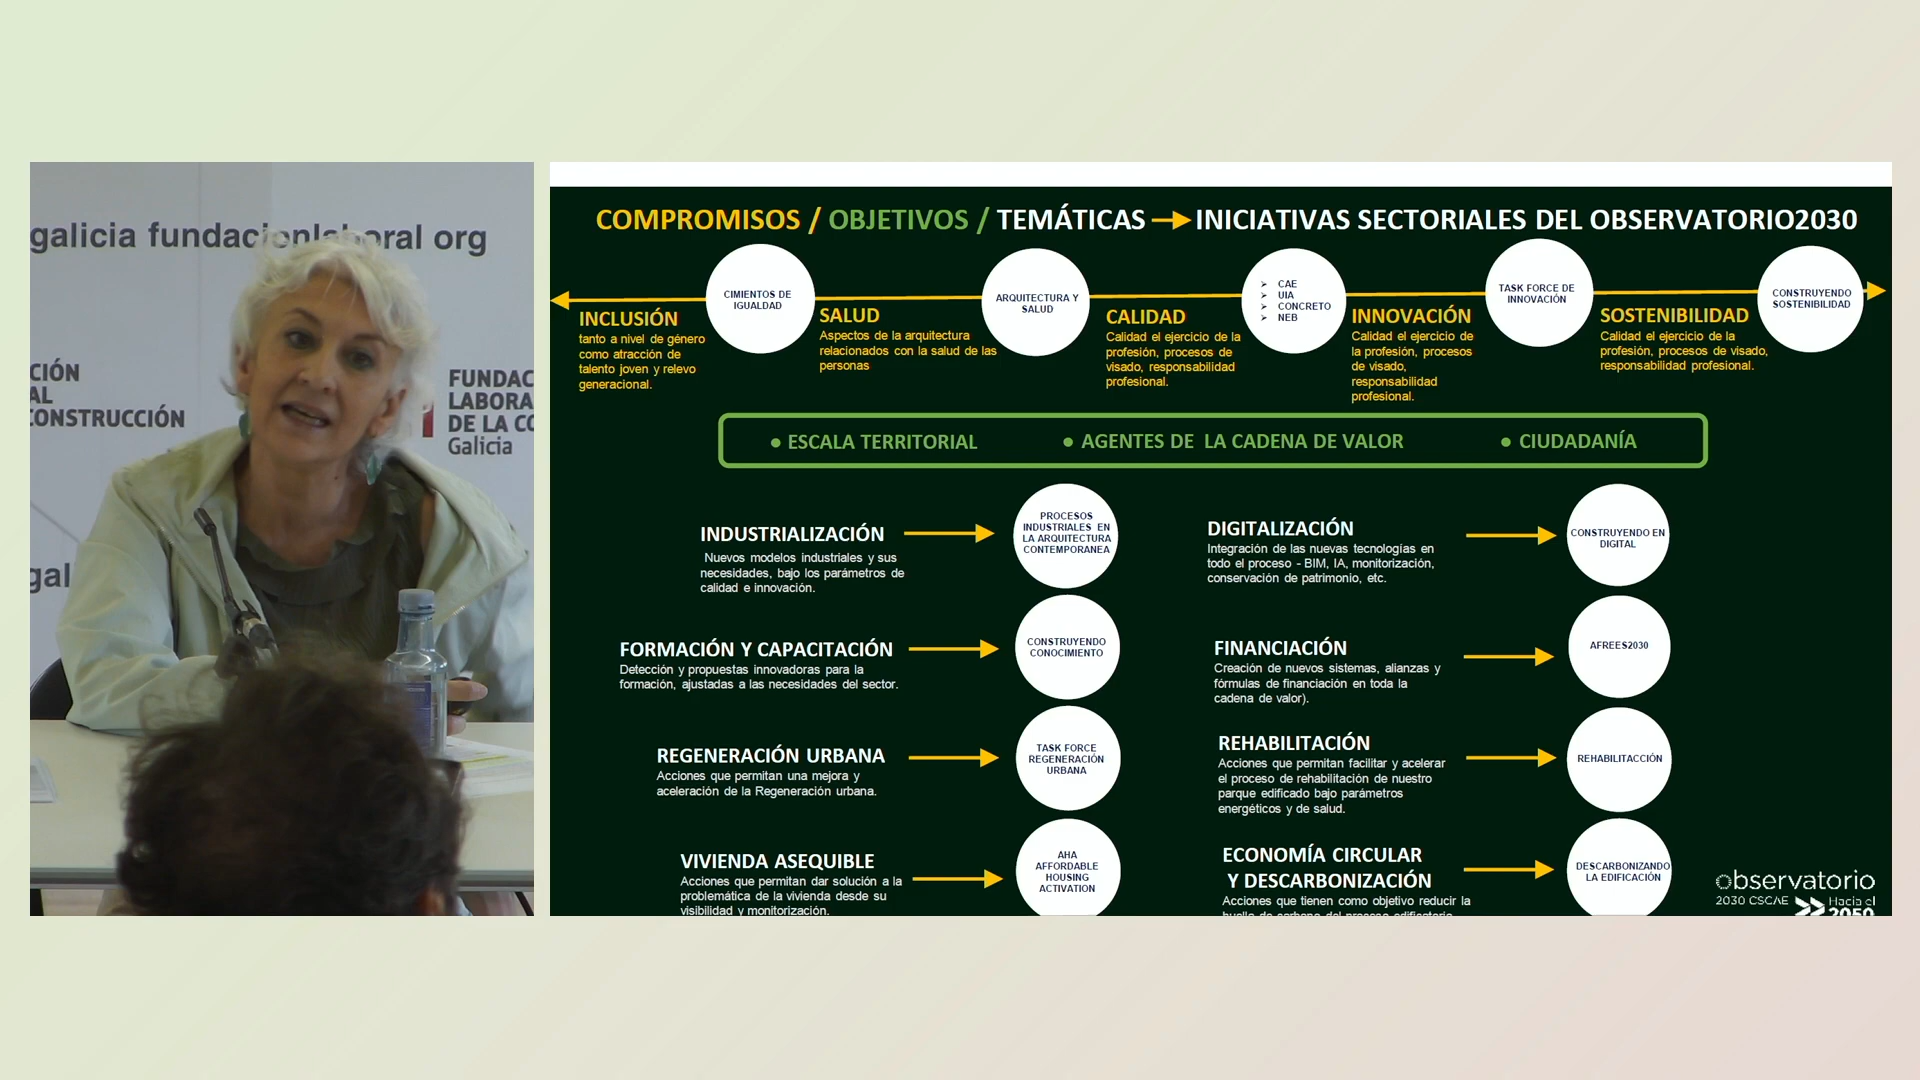 galicia fundacionlaboral org
CIÓN
AL
CONSTRUCCIÓN
FUNDAC
LABORA
DE LA CO
Galicia
gal
COMPROMISOS / OBJETIVOS / TEMÁTICAS INICIATIVAS SECTORIALES DEL OBSERVATORIO2030
CIMIENTOS DE
IGUALDAD
ARQUITECTURA Y
SALUD
➢ CAE
➢ UIA
➢ CONCRETO
➢ NEB
TASK FORCE DE
INNOVACIÓN
CONSTRUYENDO
SOSTENIBILIDAD
INCLUSIÓN
tanto a nivel de género
como atracción de
talento joven y relevo
generacional.
SALUD
Aspectos de la arquitectura
relacionados con la salud de las
personas
CALIDAD
Calidad el ejercicio de la
profesión, procesos de
visado, responsabilidad
profesional.
INNOVACIÓN
Calidad el ejercicio de
la profesión, procesos
de visado,
responsabilidad
profesional.
SOSTENIBILIDAD
Calidad el ejercicio de la
profesión, procesos de visado,
responsabilidad profesional.
● ESCALA TERRITORIAL ● AGENTES DE LA CADENA DE VALOR ● CIUDADANÍA
INDUSTRIALIZACIÓN
Nuevos modelos industriales y sus
necesidades, bajo los parámetros de
calidad e innovación.
PROCESOS
INDUSTRIALES EN
LA ARQUITECTURA
CONTEMPORANEA
DIGITALIZACIÓN
Integración de las nuevas tecnologías en
todo el proceso - BIM, IA, monitorización,
conservación de patrimonio, etc.
CONSTRUYENDO EN
DIGITAL
FORMACIÓN Y CAPACITACIÓN
Detección y propuestas innovadoras para la
formación, ajustadas a las necesidades del sector.
CONSTRUYENDO
CONOCIMIENTO
FINANCIACIÓN
Creación de nuevos sistemas, alianzas y
fórmulas de financiación en toda la
cadena de valor).
AFREES2030
REGENERACIÓN URBANA
Acciones que permitan una mejora y
aceleración de la Regeneración urbana.
TASK FORCE
REGENERACIÓN
URBANA
REHABILITACIÓN
Acciones que permitan facilitar y acelerar
el proceso de rehabilitación de nuestro
parque edificado bajo parámetros
energéticos y de salud.
REHABILITACCIÓN
VIVIENDA ASEQUIBLE
Acciones que permitan dar solución a la
problemática de la vivienda desde su
visibilidad y monitorización.
AHA
AFFORDABLE
HOUSING
ACTIVATION
ECONOMÍA CIRCULAR
Y DESCARBONIZACIÓN
Acciones que tienen como objetivo reducir la
huella de carbono del proceso edificatorio
DESCARBONIZANDO
LA EDIFICACIÓN
observatorio
2030 CSCAE Hacia el
2050